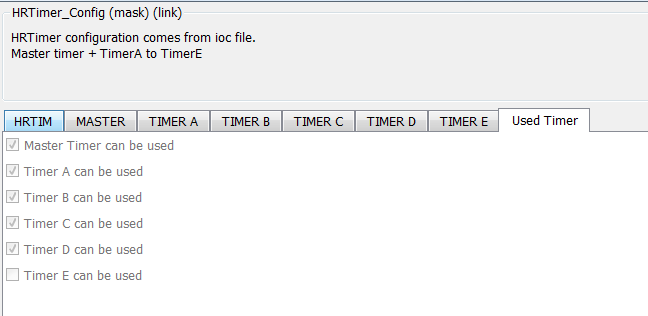 HRTimer_Config (mask) (link)
HRTimer configuration comes from ioc file.
Master timer + TimerA to TimerE
HRTIM MASTER TIMER A TIMER B TIMER C TIMER D TIMER E Used Timer
Master Timer can be used
Timer A can be used
Timer B can be used
Timer C can be used
Timer D can be used
Timer E can be used